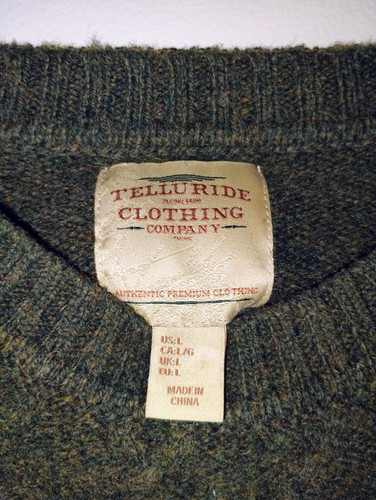 TELLURIDE
CLOTHING
COMPANY
AUTHENTIC PREMIUM CLOTHING
US:L
CA:L/G
UK:L
EU:L
MADE IN
CHINA